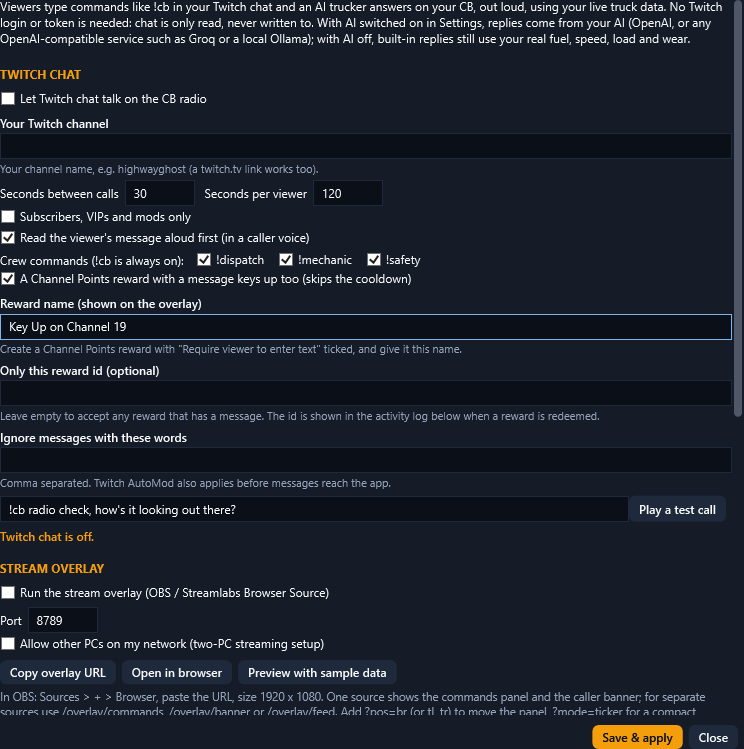 Viewers type commands like !cb in your Twitch chat and an AI trucker answers on your CB, out loud, using your live truck data. No Twitch
login or token is needed: chat is only read, never written to. With AI switched on in Settings, replies come from your AI (OpenAI, or any
OpenAI-compatible service such as Groq or a local Ollama); with AI off, built-in replies still use your real fuel, speed, load and wear.
TWITCH CHAT
Let Twitch chat talk on the CB radio
Your Twitch channel
Your channel name, e.g. highwayghost (a twitch.tv link works too).
Seconds between calls 30 Seconds per viewer 120
Subscribers, VIPs and mods only
Read the viewer's message aloud first (in a caller voice)
Crew commands (!cb is always on): !dispatch !mechanic !safety
A Channel Points reward with a message keys up too (skips the cooldown)
Reward name (shown on the overlay)
Key Up on Channel 19
Create a Channel Points reward with "Require viewer to enter text" ticked, and give it this name.
Only this reward id (optional)
Leave empty to accept any reward that has a message. The id is shown in the activity log below when a reward is redeemed.
Ignore messages with these words
Comma separated. Twitch AutoMod also applies before messages reach the app.
!cb radio check, how's it looking out there? Play a test call
Twitch chat is off.
STREAM OVERLAY
Run the stream overlay (OBS / Streamlabs Browser Source)
Port 8789
Allow other PCs on my network (two-PC streaming setup)
Copy overlay URL Open in browser Preview with sample data
In OBS: Sources > + > Browser, paste the URL, size 1920 x 1080. One source shows the commands panel and the caller banner; for separate
sources use /overlay/commands, /overlay/banner or /overlay/feed. Add ?pos=br (or tl, tr) to move the panel, ?mode=ticker for a compact
Save & apply Close